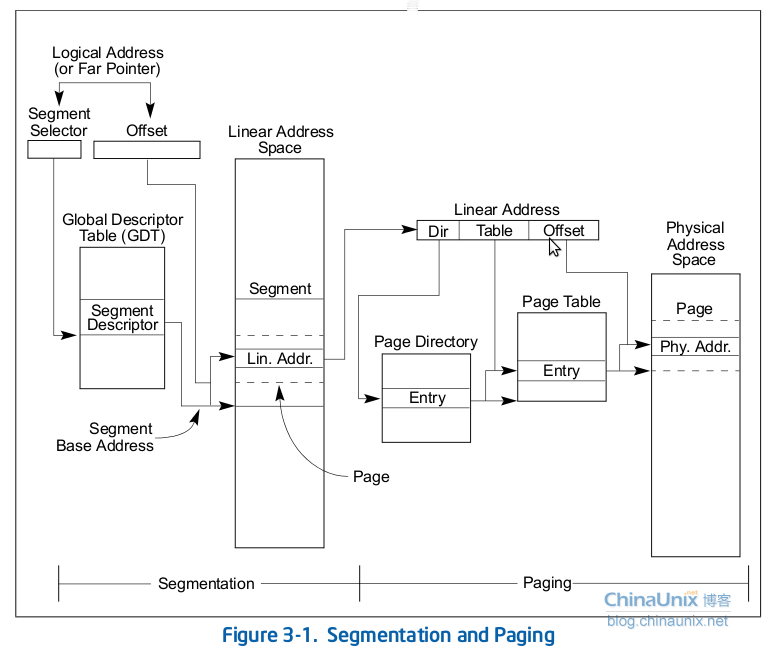 Logical Address
(or Far Pointer)
Segment
Selector
Offset
Linear Address
Space
Global Descriptor
Table (GDT)
Segment
Descriptor
Segment
Lin. Addr.
Segment
Base Address
Page
Linear Address
Dir
Table
Offset
Physical
Address
Space
Page Table
Page
Page Directory
Phy. Addr.
Entry
Entry
Segmentation
Paging
ChinaUnix.net 博客
blog.chinaunix.net
Figure 3-1. Segmentation and Paging